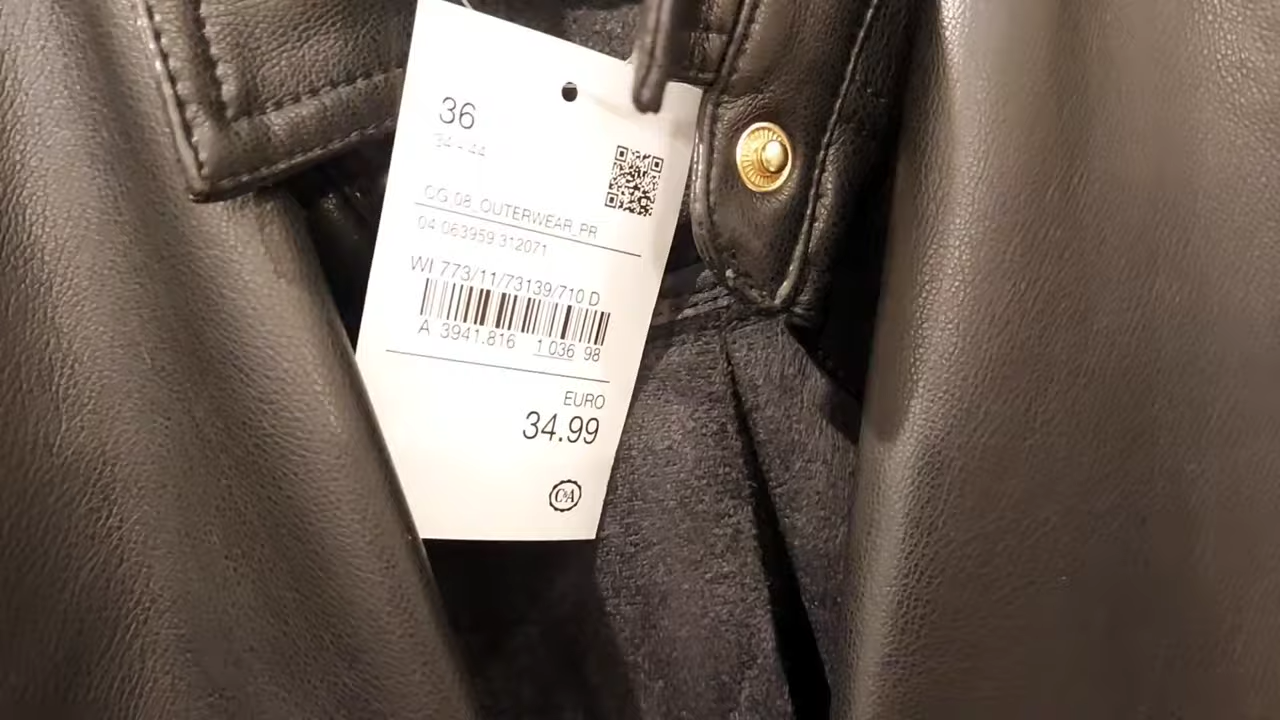 36
34 - 44
CG 08_OUTERWEAR_PR
04 063959 312071
WI 773/11/73139/710 D
A 3941.816 1 036 98
EURO
34.99
C&A